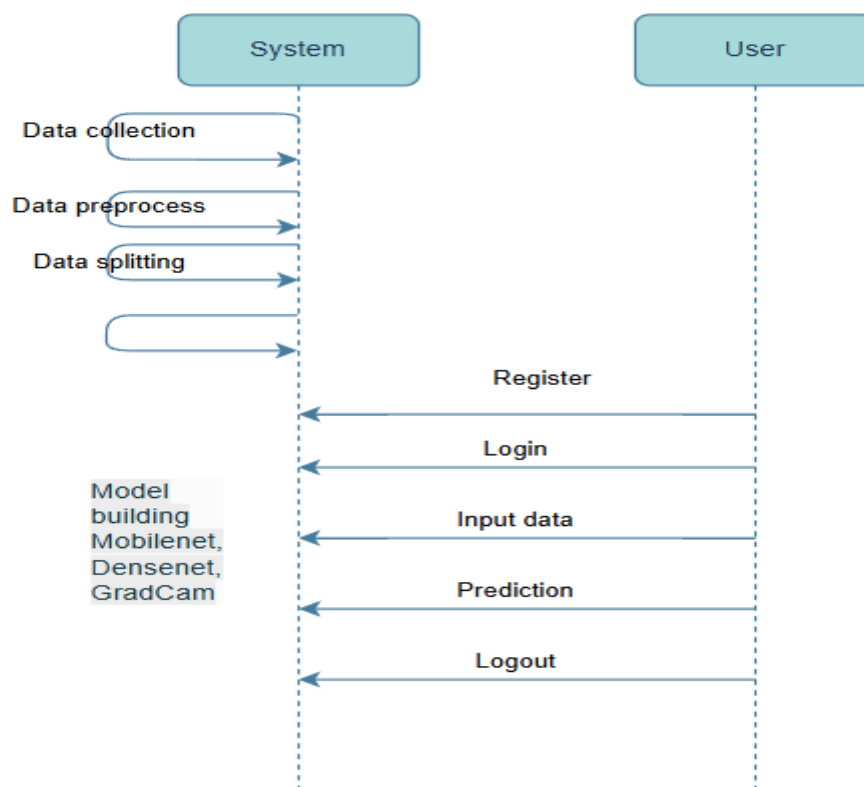 System
User
Data collection
Data preprocess
Data splitting
Register
Login
Model
building
Mobilenet,
Densenet,
GradCam
Input data
Prediction
Logout